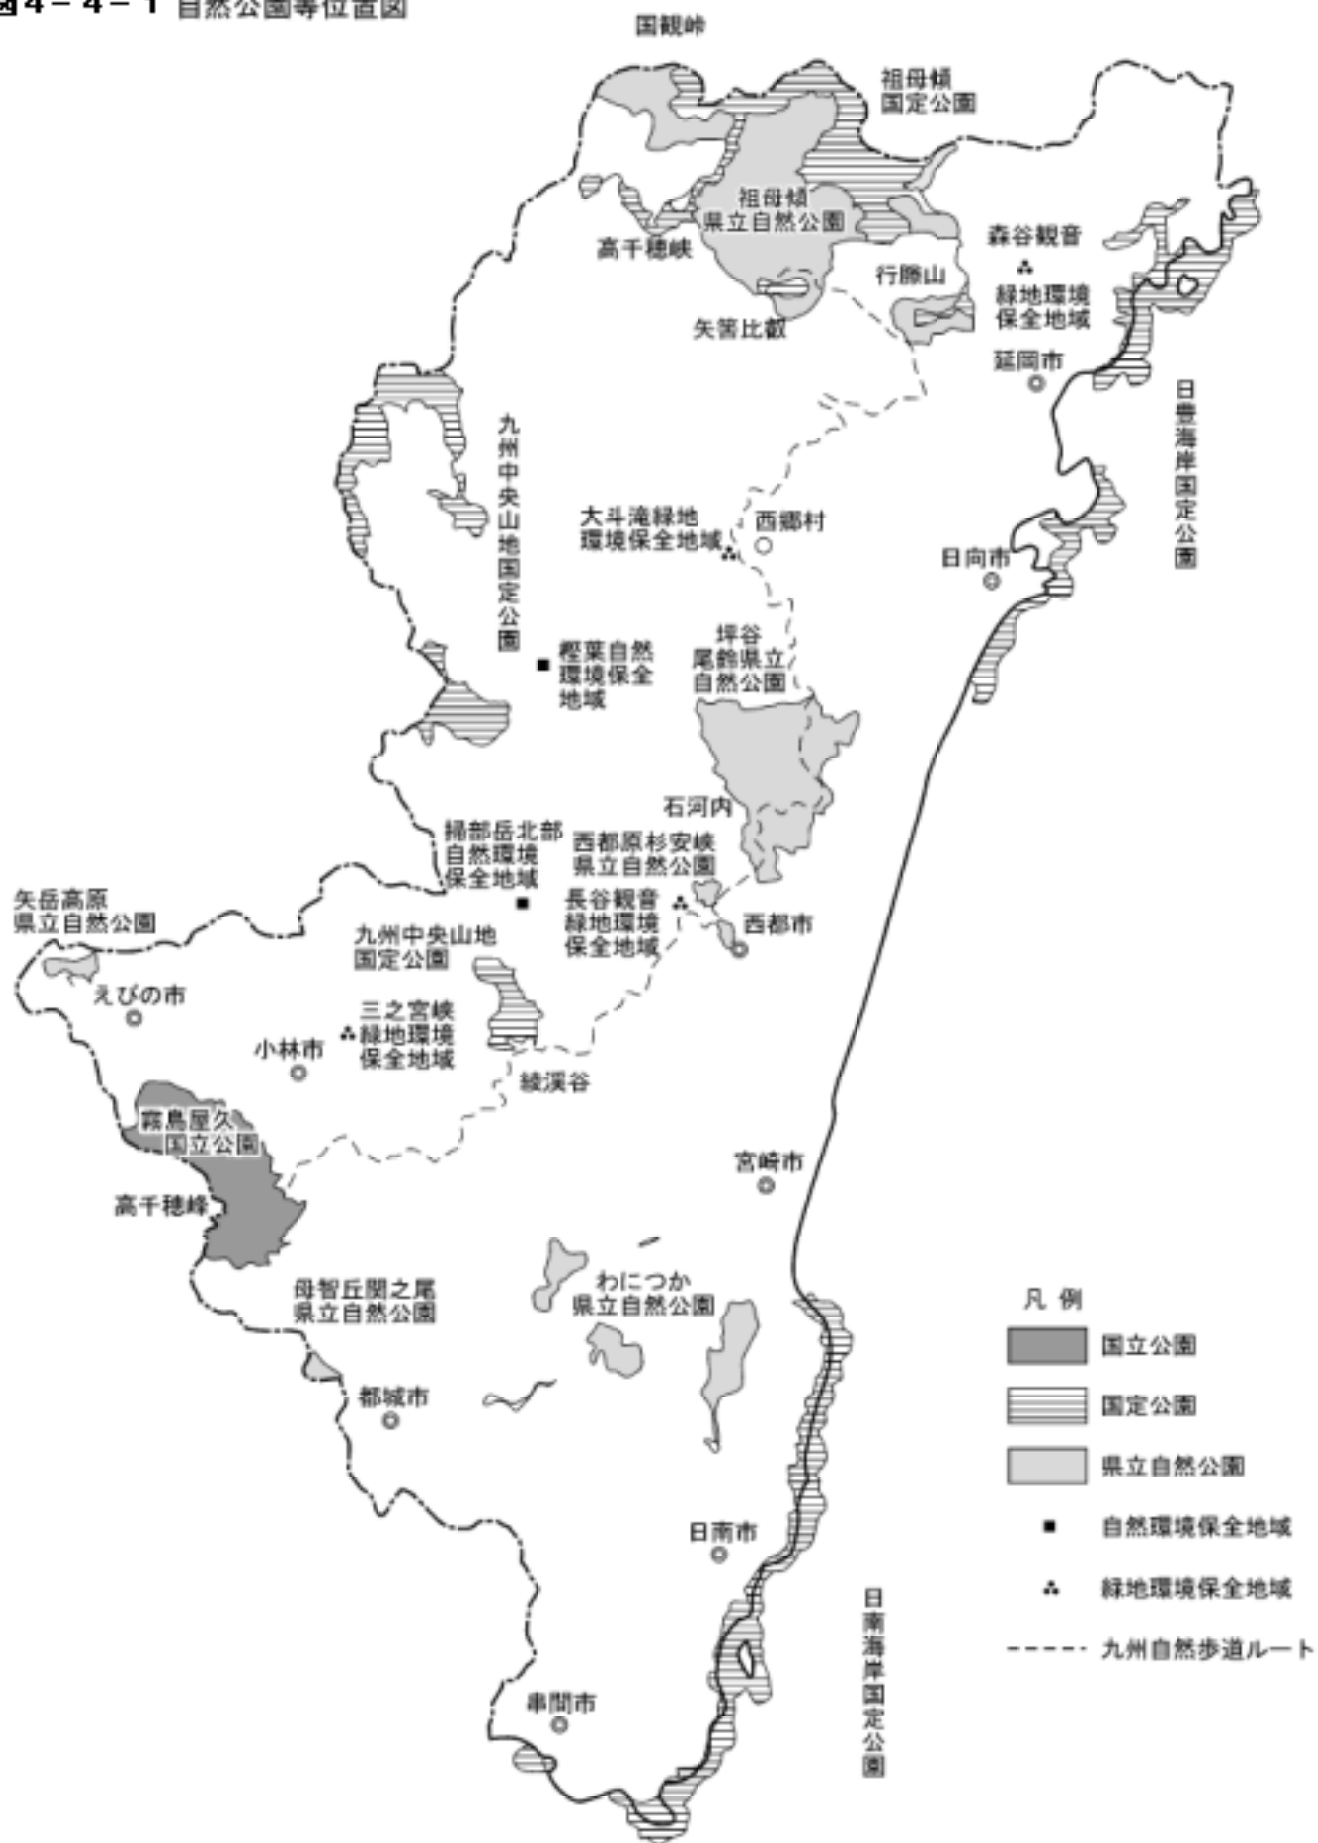 図4-4-1 自然公園等位置図
国観峠
祖母傾
国定公園
祖母傾
県立自然公園
高千穂峡
森谷観音
緑地環境
保全地域
行縢山
矢筈比叡
延岡市
日豊海岸国定公園
九州中央山地国定公園
大斗滝緑地
環境保全地域
西郷村
日向市
樫葉自然
環境保全
地域
坪谷
尾鈴県立
自然公園
石河内
掃部岳北部
自然環境
保全地域
西都原杉安峡
県立自然公園
長谷観音
緑地環境
保全地域
西都市
矢岳高原
県立自然公園
えびの市
九州中央山地
国定公園
三之宮峡
緑地環境
保全地域
小林市
綾渓谷
霧島屋久
国立公園
高千穂峰
宮崎市
母智丘関之尾
県立自然公園
わにつか
県立自然公園
都城市
日南市
日南海岸国定公園
串間市
凡例
国立公園
国定公園
県立自然公園
自然環境保全地域
緑地環境保全地域
九州自然歩道ルート